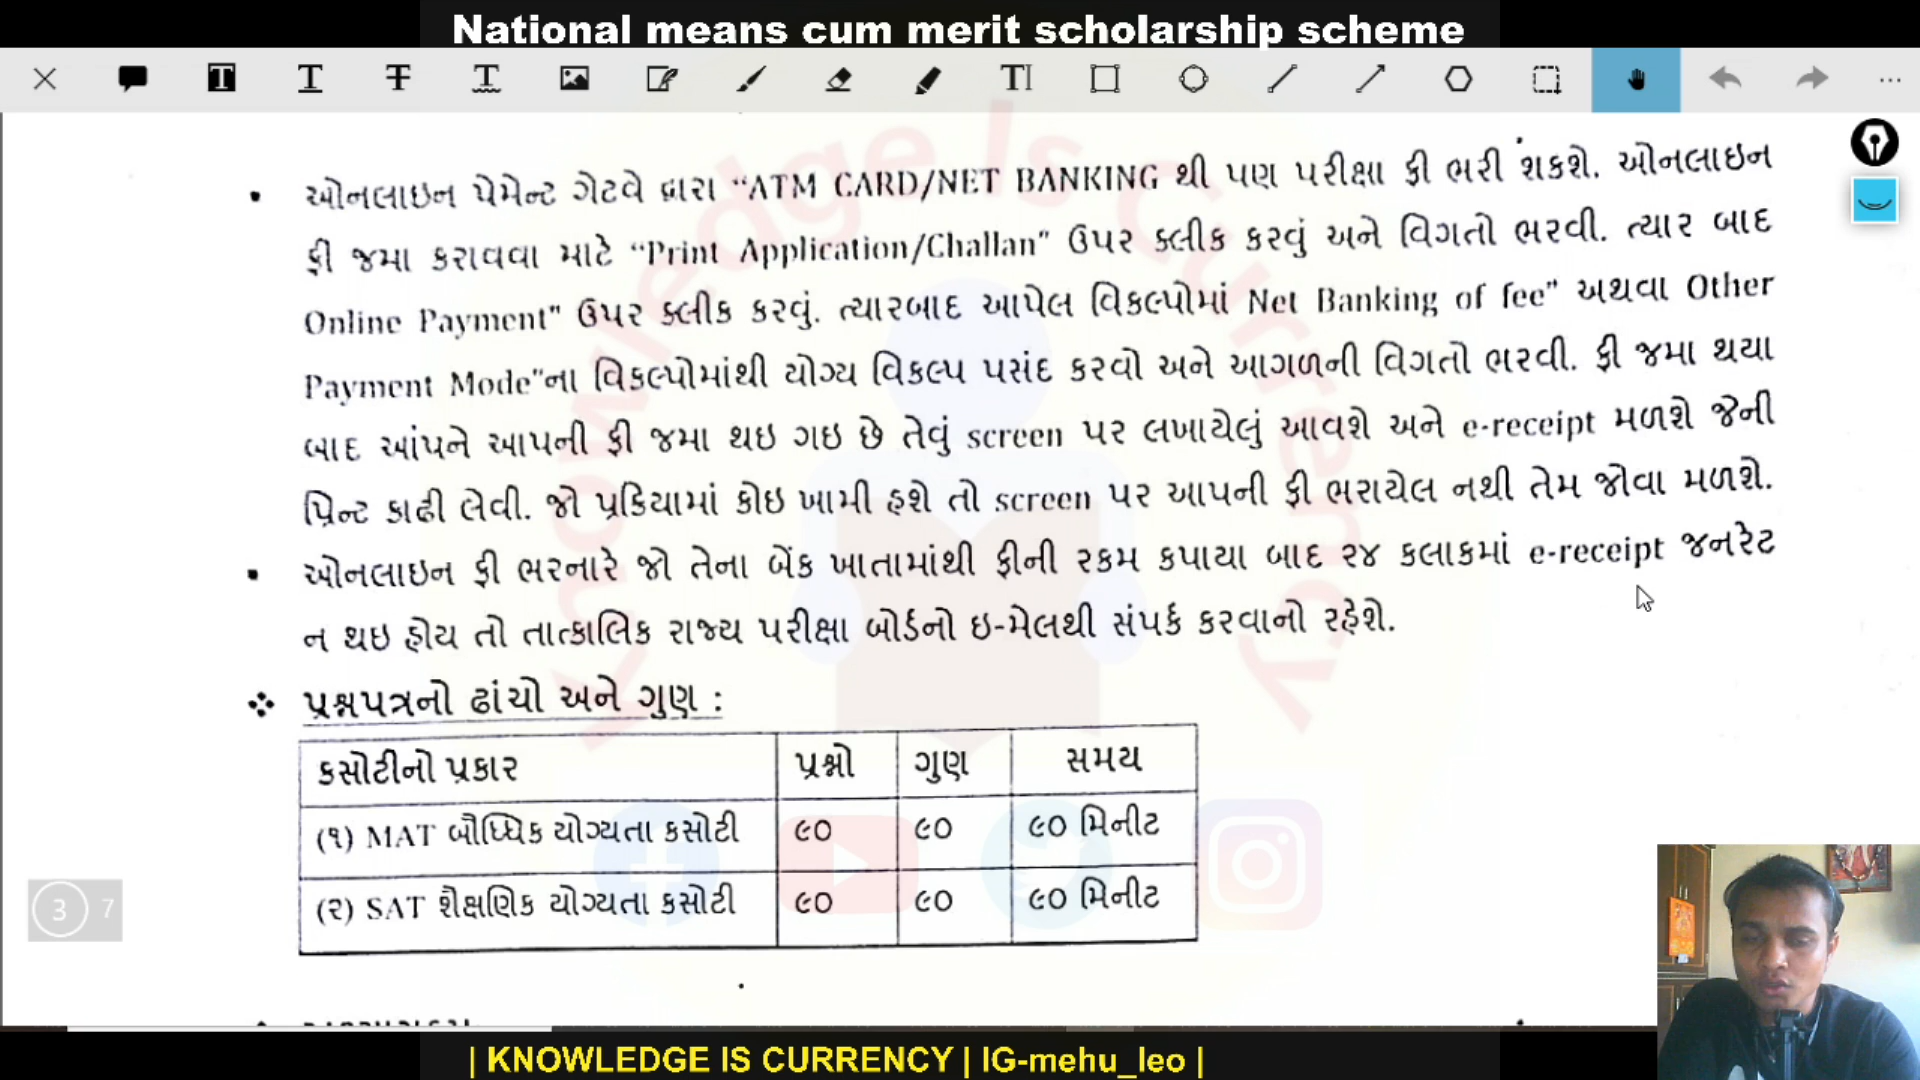 National means cum merit scholarship scheme
• ઓનલાઇન પેમેન્ટ ગેટવે દ્વારા “ATM CARD/NET BANKING થી પણ પરીક્ષા ફી ભરી શકશે. ઓનલાઇન
ફી જમા કરાવવા માટે “Print Application/Challan" ઉપર ક્લીક કરવું અને વિગતો ભરવી. ત્યાર બાદ
Online Payment" ઉપર ક્લીક કરવું. ત્યારબાદ આપેલ વિકલ્પોમાં Net Banking of fee" અથવા Other
Payment Mode"ના વિકલ્પોમાંથી યોગ્ય વિકલ્પ પસંદ કરવો અને આગળની વિગતો ભરવી. ફી જમા થયા
બાદ આપને આપની ફી જમા થઇ ગઇ છે તેવું screen પર લખાયેલું આવશે અને e-receipt મળશે જેની
પ્રિન્ટ કાઢી લેવી. જો પ્રક્રિયામાં કોઇ ખામી હશે તો screen પર આપની ફી ભરાયેલ નથી તેમ જોવા મળશે.
• ઓનલાઇન ફી ભરનારે જો તેના બેંક ખાતામાંથી ફીની રકમ કપાયા બાદ ૨૪ કલાકમાં e-receipt જનરેટ
ન થઇ હોય તો તાત્કાલિક રાજ્ય પરીક્ષા બોર્ડનો ઇ-મેલથી સંપર્ક કરવાનો રહેશે.
❖ પ્રશ્નપત્રનો ઢાંચો અને ગુણ :
કસોટીનો પ્રકાર પ્રશ્નો ગુણ સમય
(૧) MAT બૌધ્ધિક યોગ્યતા કસોટી ૯૦ ૯૦ ૯૦ મિનીટ
(૨) SAT શૈક્ષણિક યોગ્યતા કસોટી ૯૦ ૯૦ ૯૦ મિનીટ
3 7
Knowledge Is Currency
| KNOWLEDGE IS CURRENCY | IG-mehu_leo |